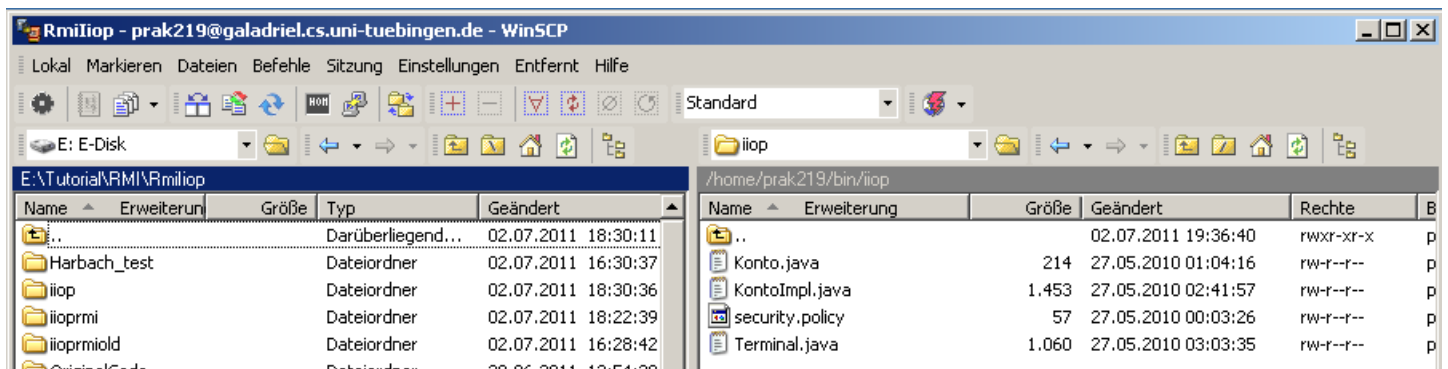 RmiIiop - prak219@galadriel.cs.uni-tuebingen.de - WinSCP
Lokal Markieren Dateien Befehle Sitzung Einstellungen Entfernt Hilfe
Standard
E: E-Disk iiop
E:\Tutorial\RMI\RmiIiop /home/prak219/bin/iiop
Name Erweiterun Größe Typ Geändert Name Erweiterung Größe Geändert Rechte B
.. Darüberliegend... 02.07.2011 18:30:11 .. 02.07.2011 19:36:40 rwxr-xr-x p
Harbach_test Dateiordner 02.07.2011 16:30:37 Konto.java 214 27.05.2010 01:04:16 rw-r--r-- p
iiop Dateiordner 02.07.2011 18:30:36 KontoImpl.java 1.453 27.05.2010 02:41:57 rw-r--r-- p
iioprmi Dateiordner 02.07.2011 18:22:39 security.policy 57 27.05.2010 00:03:26 rw-r--r-- p
iioprmiold Dateiordner 02.07.2011 16:28:42 Terminal.java 1.060 27.05.2010 03:03:35 rw-r--r-- p